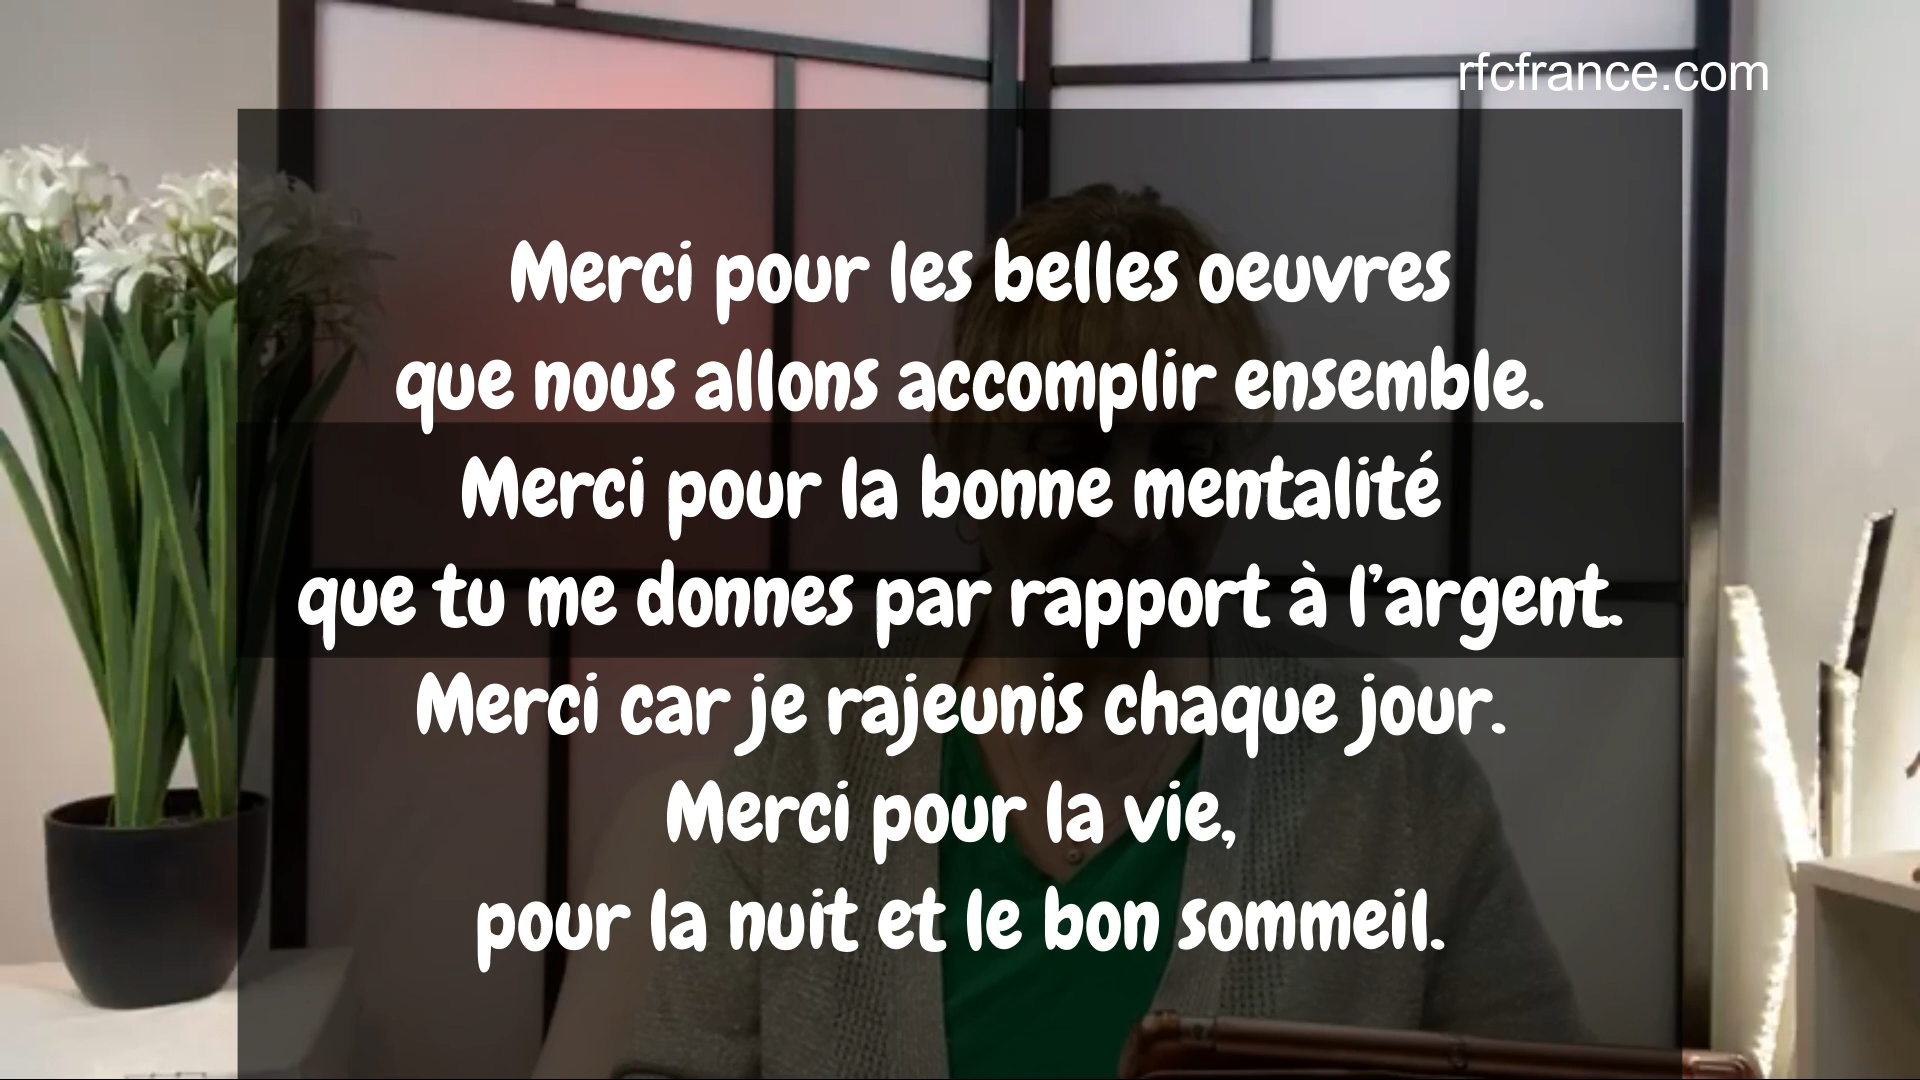 rfcfrance.com
Merci pour les belles oeuvres
que nous allons accomplir ensemble.
Merci pour la bonne mentalité
que tu me donnes par rapport à l’argent.
Merci car je rajeunis chaque jour.
Merci pour la vie,
pour la nuit et le bon sommeil.